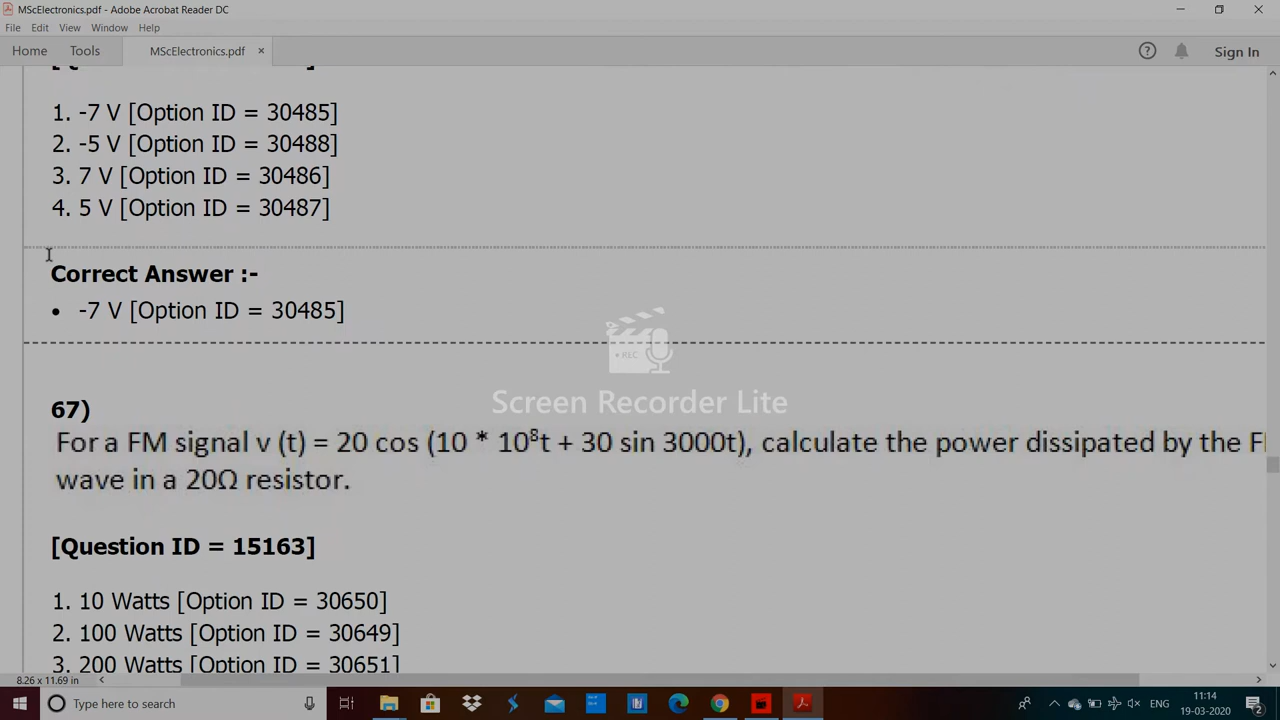 MScElectronics.pdf - Adobe Acrobat Reader DC
File Edit View Window Help
Home Tools MScElectronics.pdf × Sign In
1. -7 V [Option ID = 30485]
2. -5 V [Option ID = 30488]
3. 7 V [Option ID = 30486]
4. 5 V [Option ID = 30487]
Correct Answer :-
• -7 V [Option ID = 30485]
• REC
Screen Recorder Lite
67)
For a FM signal v (t) = 20 cos (10 * 10⁸t + 30 sin 3000t), calculate the power dissipated by the
wave in a 20Ω resistor.
[Question ID = 15163]
1. 10 Watts [Option ID = 30650]
2. 100 Watts [Option ID = 30649]
3. 200 Watts [Option ID = 30651]
8.26 x 11.69 in
Type here to search
ENG
11:14
19-03-2020
2